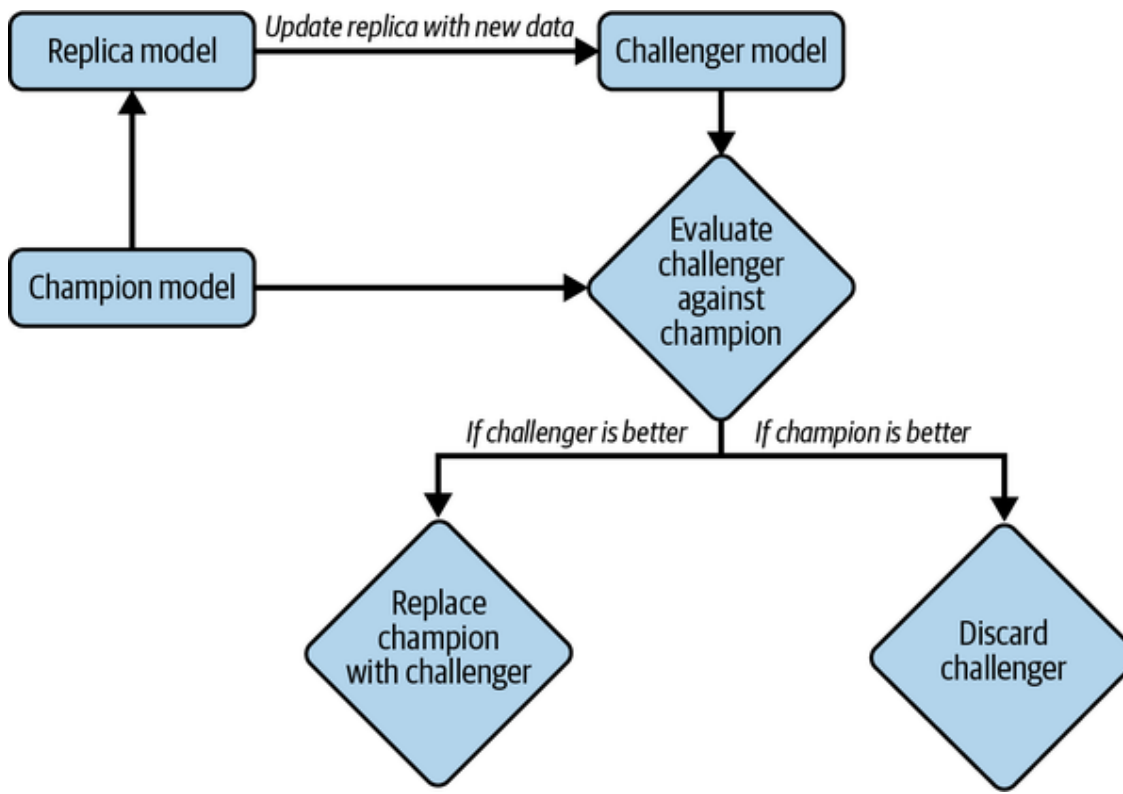 Replica model
Update replica with new data
Challenger model
Champion model
Evaluate
challenger
against
champion
If challenger is better
If champion is better
Replace
champion
with challenger
Discard
challenger